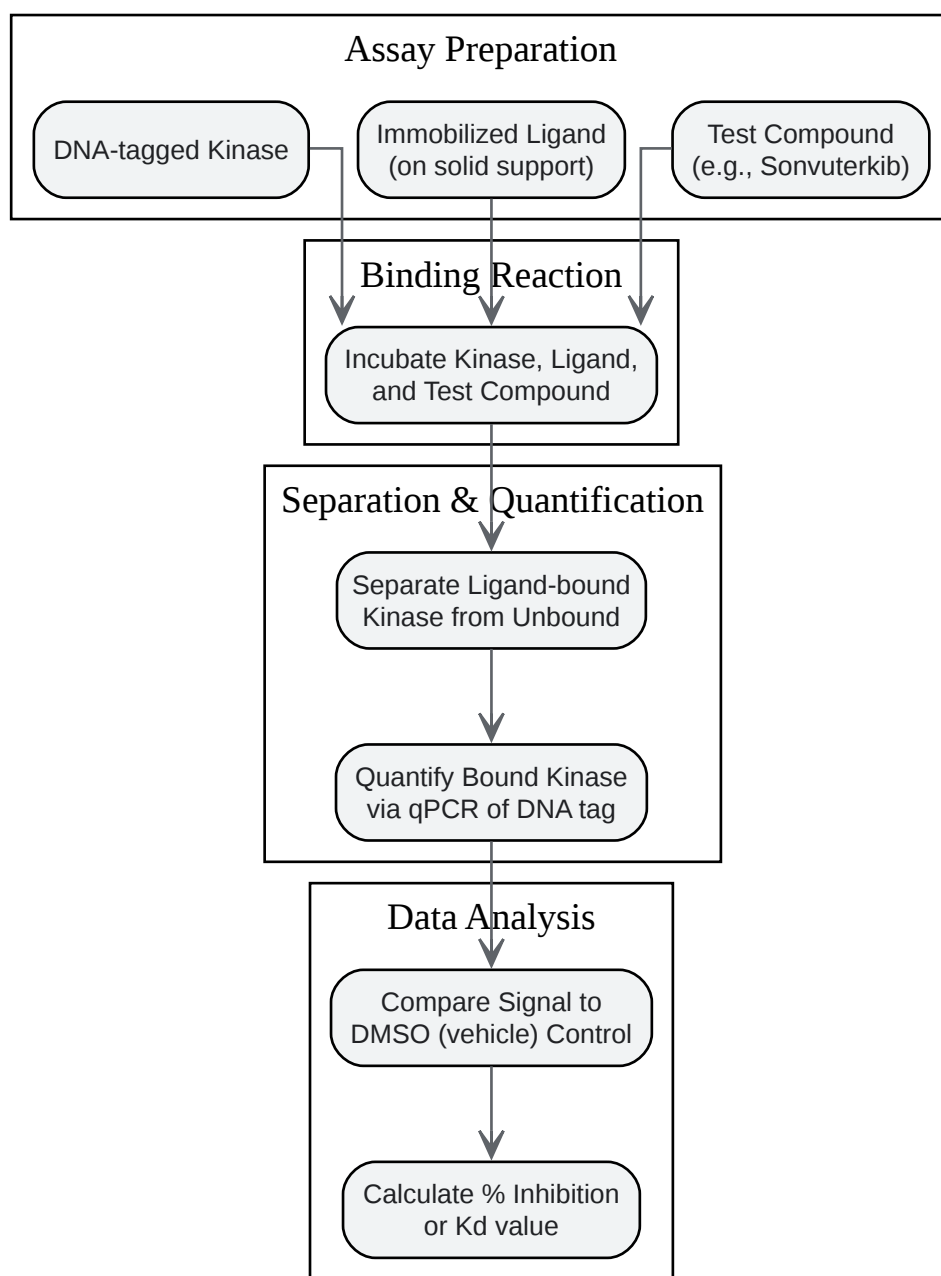 Assay Preparation
DNA-tagged Kinase
Immobilized Ligand
(on solid support)
Test Compound
(e.g., Sonvuterkib)
Binding Reaction
Incubate Kinase, Ligand,
and Test Compound
Separation & Quantification
Separate Ligand-bound
Kinase from Unbound
Quantify Bound Kinase
via qPCR of DNA tag
Data Analysis
Compare Signal to
DMSO (vehicle) Control
Calculate % Inhibition
or Kd value